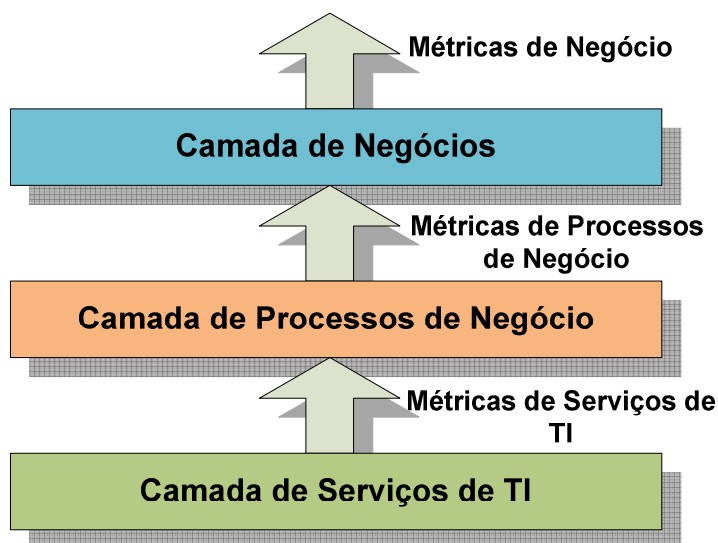 Métricas de Negócio
Camada de Negócios
Métricas de Processos
de Negócio
Camada de Processos de Negócio
Métricas de Serviços de
TI
Camada de Serviços de TI